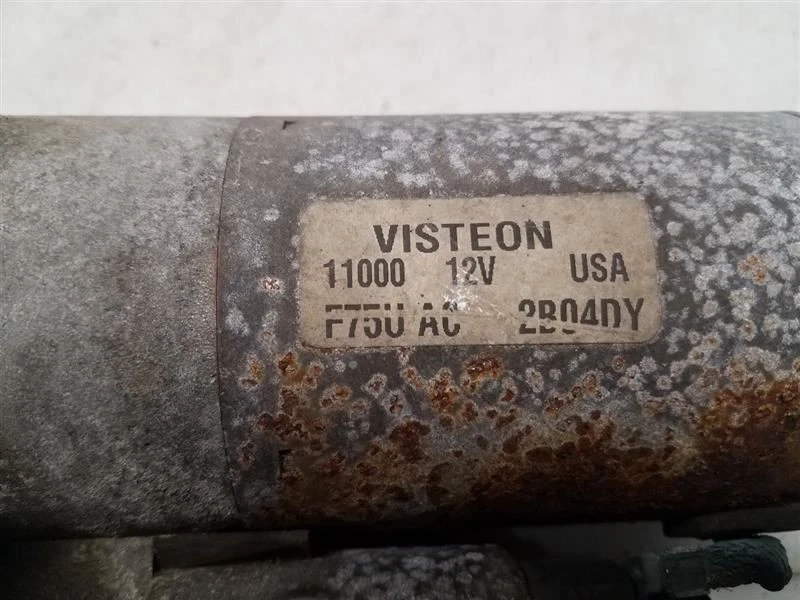 VISTEON
11000 12V USA
F75U AC 2B04DY